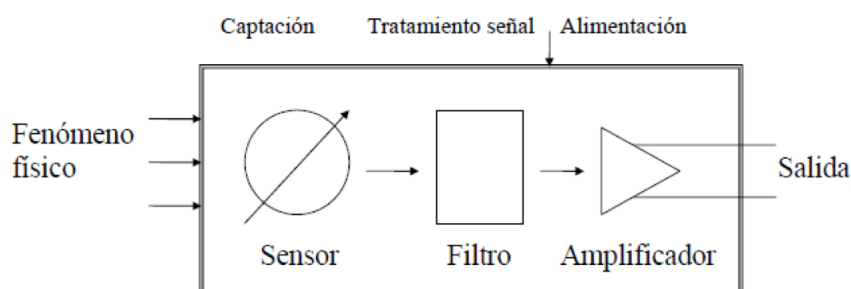 Captación
Tratamiento señal
Alimentación
Fenómeno
físico
Salida
Sensor
Filtro
Amplificador